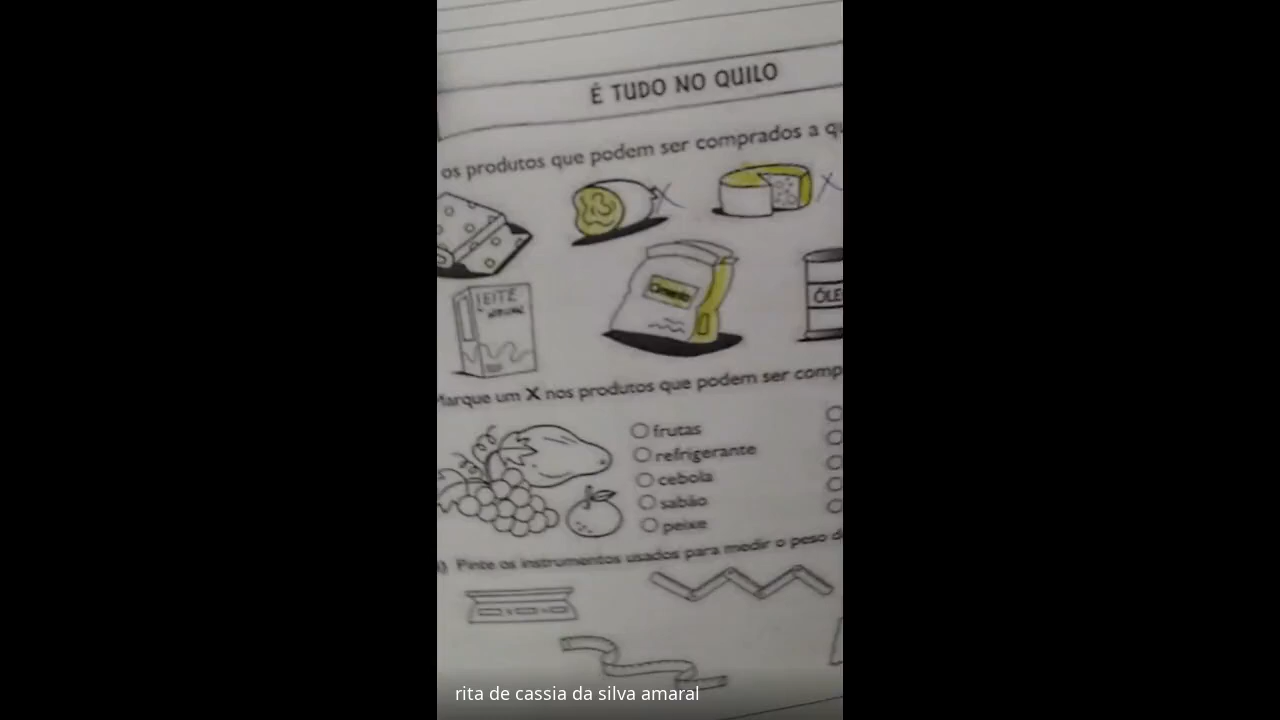 É TUDO NO QUILO
os produtos que podem ser comprados a qu
X
X
LEITE
ÓLE
Marque um X nos produtos que podem ser comp
frutas
refrigerante
cebola
sabão
peixe
Pinte os instrumentos usados para medir o peso d
rita de cassia da silva amaral